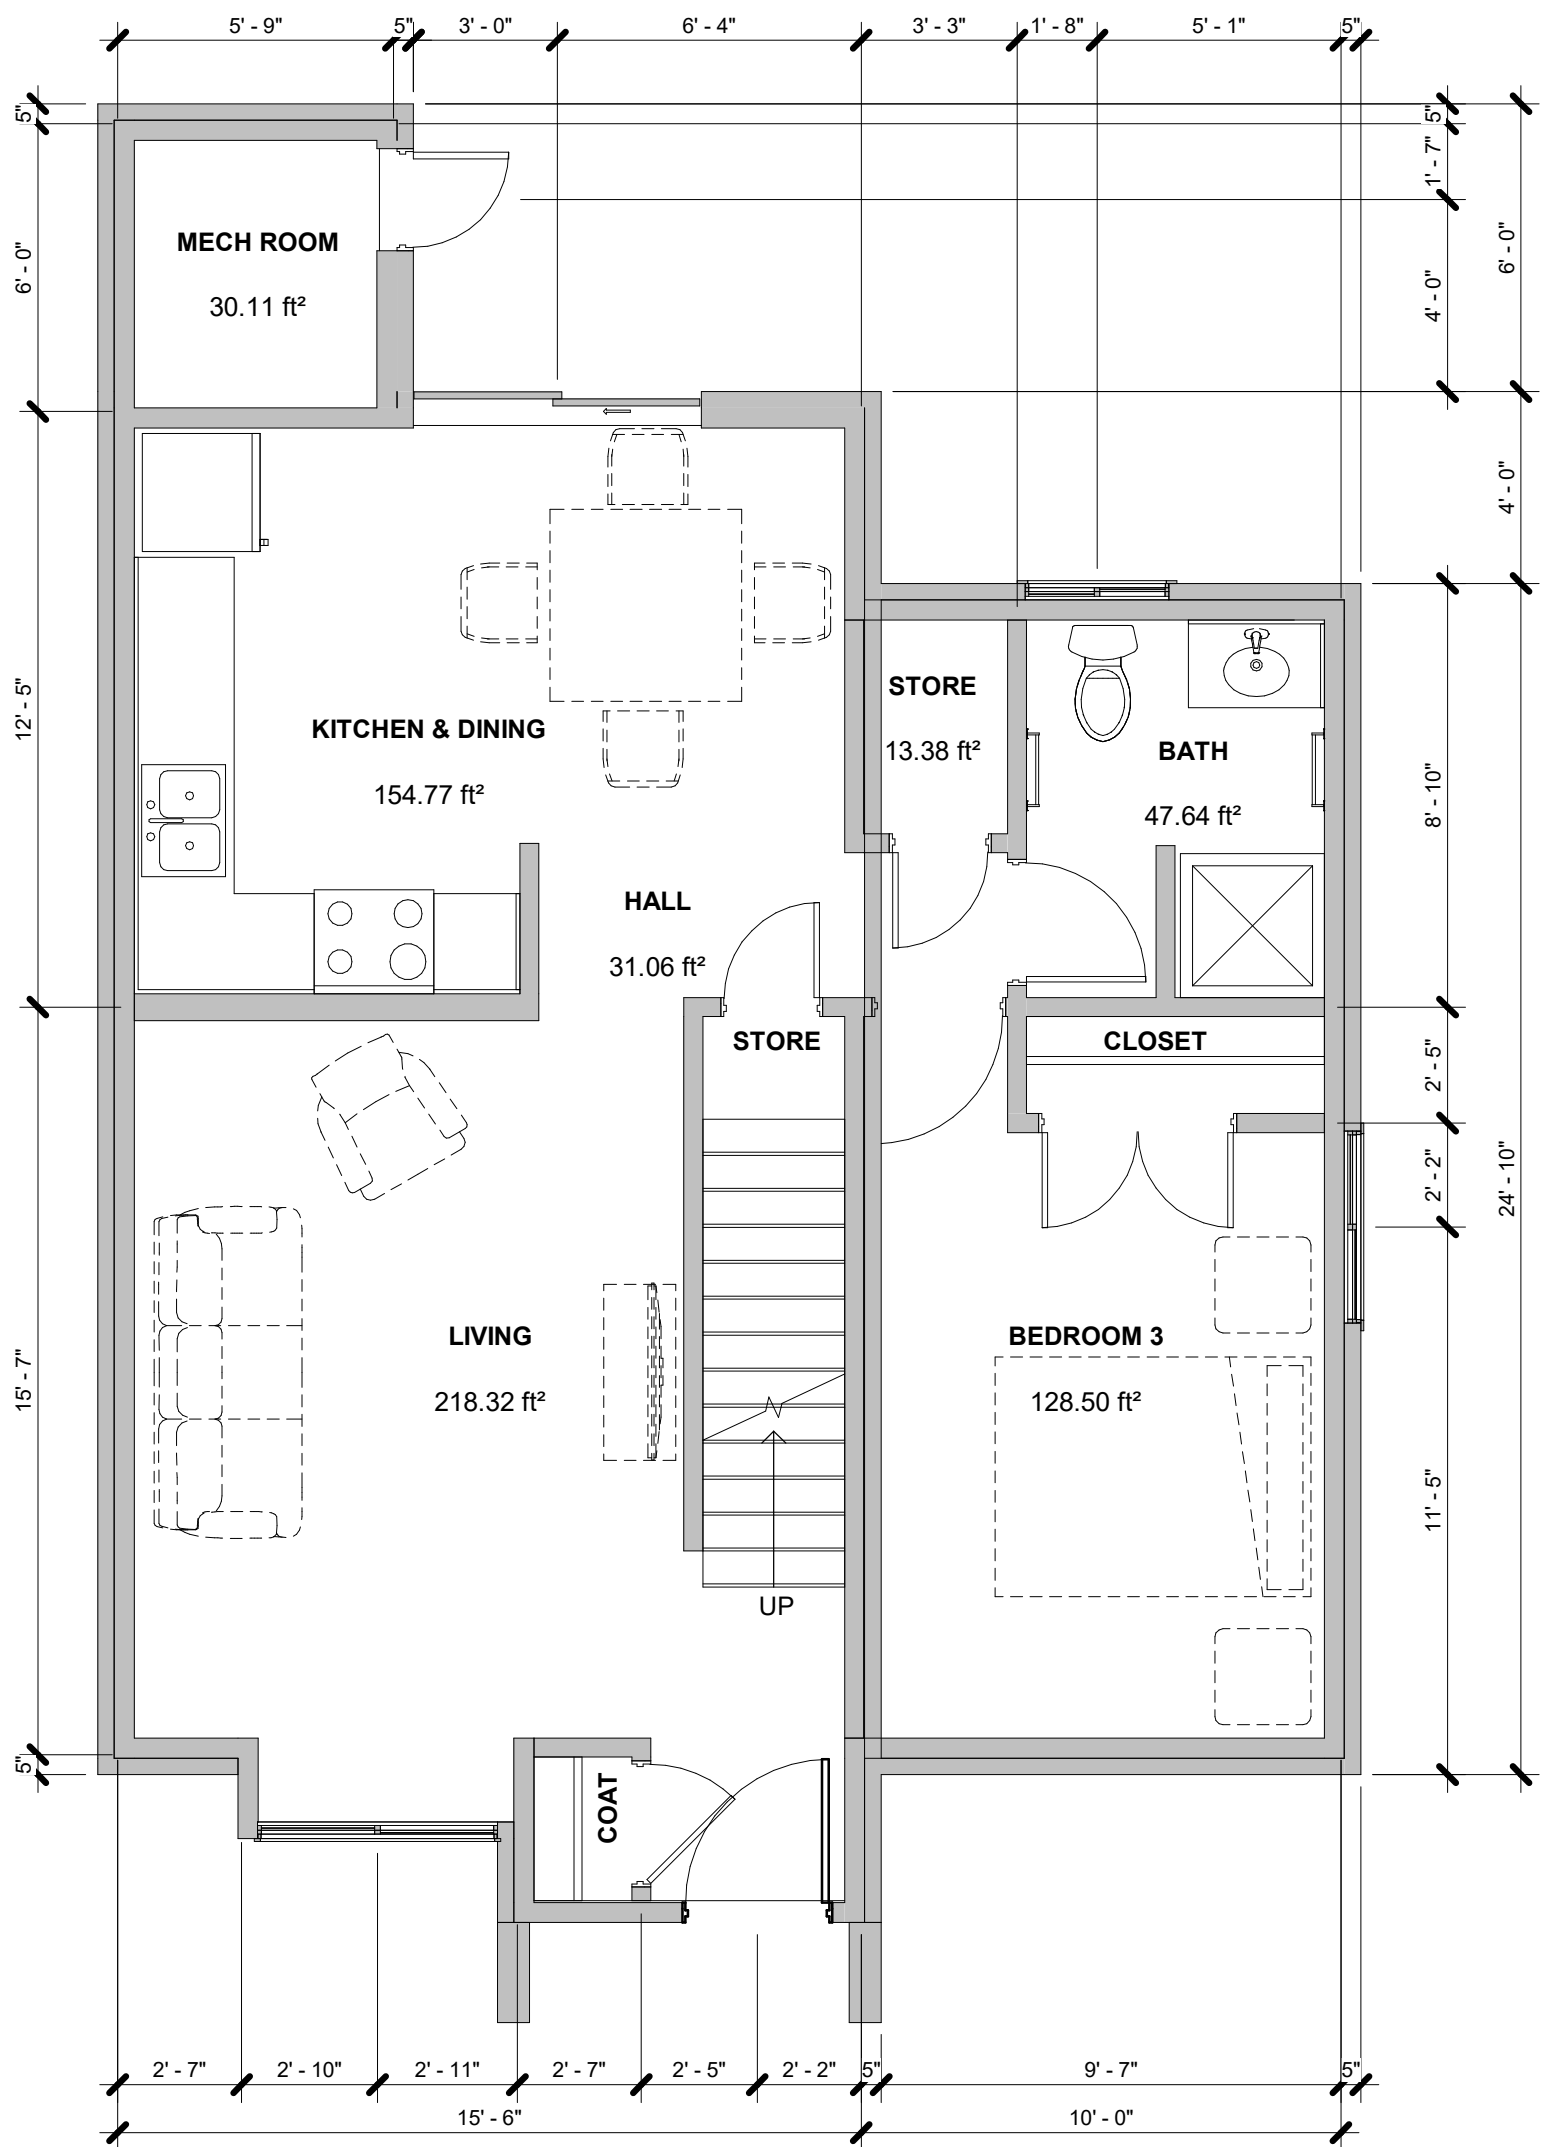 5' - 9"
5"
3' - 0"
6' - 4"
3' - 3"
1' - 8"
5' - 1"
5"
5"
5"
1' - 7"
6' - 0"
6' - 0"
4' - 0"
MECH ROOM
30.11 ft²
4' - 0"
12' - 5"
KITCHEN & DINING
154.77 ft²
STORE
13.38 ft²
BATH
47.64 ft²
8' - 10"
HALL
31.06 ft²
STORE
CLOSET
2' - 5"
2' - 2"
24' - 10"
15' - 7"
LIVING
218.32 ft²
BEDROOM 3
128.50 ft²
11' - 5"
UP
5"
COAT
2' - 7"
2' - 10"
2' - 11"
2' - 7"
2' - 5"
2' - 2"
5"
9' - 7"
5"
15' - 6"
10' - 0"